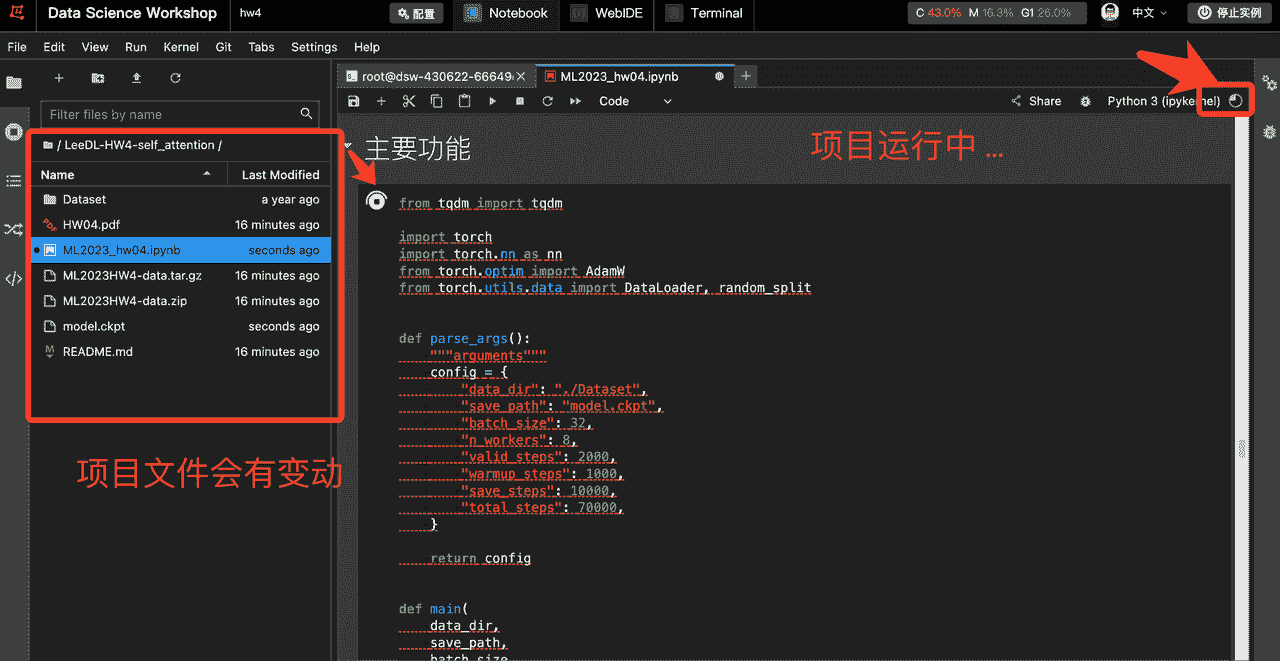 Data Science Workshop
hw4
配置
Notebook
WebIDE
Terminal
C 43.0% M 16.3% G1 26.0%
中文
停止实例
File Edit View Run Kernel Git Tabs Settings Help
root@dsw-430622-66649
ML2023_hw04.ipynb
Filter files by name
Code
Share
Python 3 (ipykernel)
/ LeeDL-HW4-self_attention /
Name Last Modified
Dataset a year ago
HW04.pdf 16 minutes ago
ML2023_hw04.ipynb seconds ago
ML2023HW4-data.tar.gz 16 minutes ago
ML2023HW4-data.zip 16 minutes ago
model.ckpt seconds ago
README.md 16 minutes ago
项目文件会有变动
主要功能
项目运行中 ...
from tqdm import tqdm
import torch
import torch.nn as nn
from torch.optim import AdamW
from torch.utils.data import DataLoader, random_split
def parse_args():
"""arguments"""
config = {
"data_dir": "./Dataset",
"save_path": "model.ckpt",
"batch_size": 32,
"n_workers": 8,
"valid_steps": 2000,
"warmup_steps": 1000,
"save_steps": 10000,
"total_steps": 70000,
}
return config
def main(
data_dir,
save_path,
batch_size